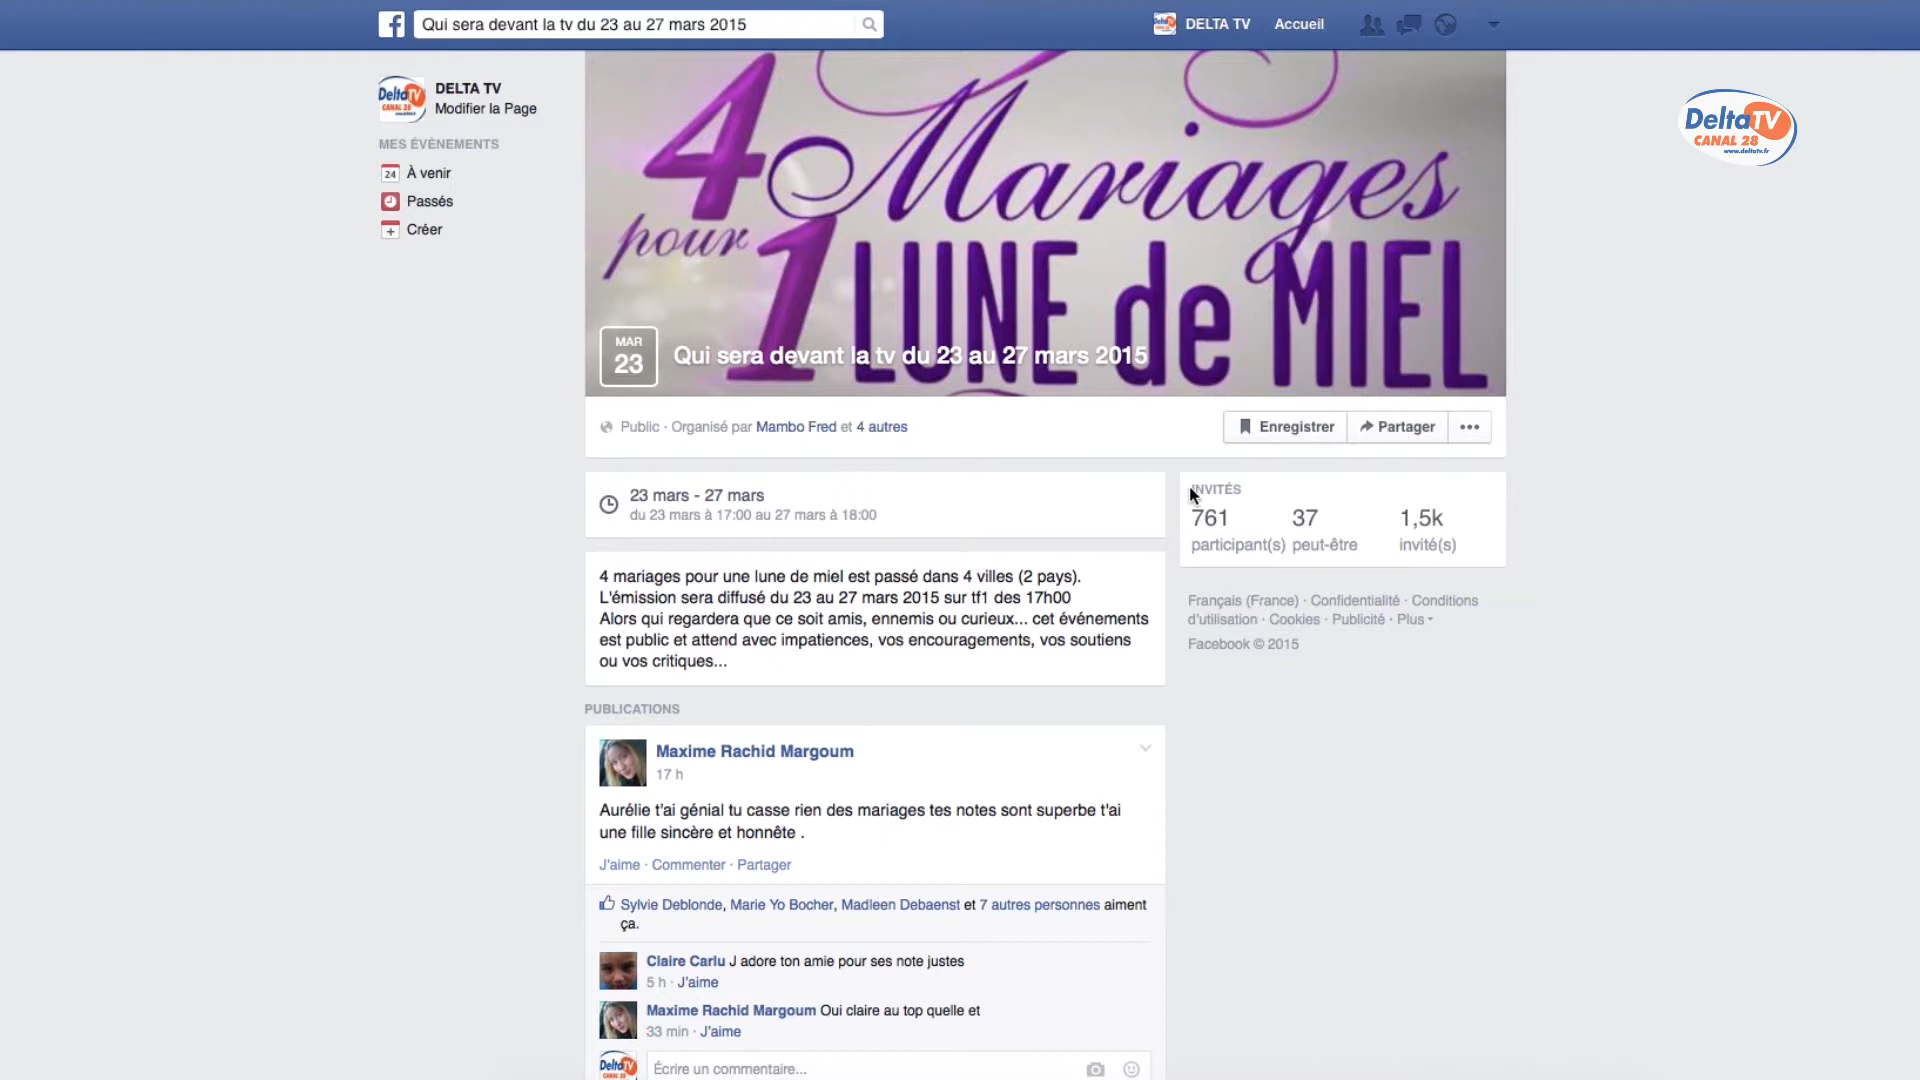 Qui sera devant la tv du 23 au 27 mars 2015
DELTA TV
Accueil
DELTA TV
Modifier la Page
MES ÉVÈNEMENTS
24 À venir
Passés
Créer
4 Mariages
pour 1 LUNE de MIEL
MAR
23
Qui sera devant la tv du 23 au 27 mars 2015
Public · Organisé par Mambo Fred et 4 autres
Enregistrer
Partager
23 mars - 27 mars
du 23 mars à 17:00 au 27 mars à 18:00
INVITÉS
761 37 1,5k
participant(s) peut-être invité(s)
4 mariages pour une lune de miel est passé dans 4 villes (2 pays).
L'émission sera diffusé du 23 au 27 mars 2015 sur tf1 des 17h00
Alors qui regardera que ce soit amis, ennemis ou curieux... cet événements
est public et attend avec impatiences, vos encouragements, vos soutiens
ou vos critiques...
Français (France) · Confidentialité · Conditions
d'utilisation · Cookies · Publicité · Plus
Facebook © 2015
PUBLICATIONS
Maxime Rachid Margoum
17 h
Aurélie t'ai génial tu casse rien des mariages tes notes sont superbe t'ai
une fille sincère et honnête .
J'aime · Commenter · Partager
Sylvie Deblonde, Marie Yo Bocher, Madleen Debaenst et 7 autres personnes aiment
ça.
Claire Carlu J adore ton amie pour ses note justes
5 h · J'aime
Maxime Rachid Margoum Oui claire au top quelle et
33 min · J'aime
Écrire un commentaire...
DeltaTV
CANAL 28
www.deltatv.fr